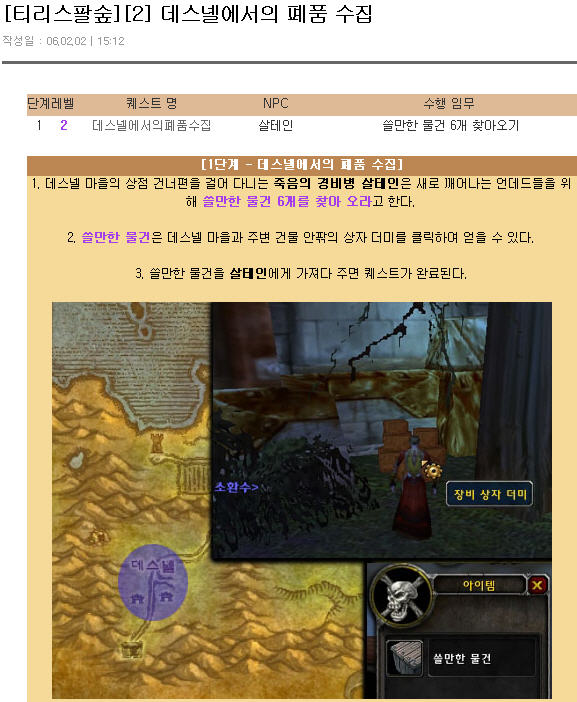 [티리스팔숲][2] 데스넬에서의 폐품 수집
작성일 : 06.02.02 | 15:12
단계 레벨 퀘스트 명 NPC 수행 임무
1 2 데스넬에서의폐품수집 살테인 쓸만한 물건 6개 찾아오기
[1단계 - 데스넬에서의 폐품 수집]
1. 데스넬 마을의 상점 건너편을 걸어 다니는 죽음의 경비병 살테인은 새로 깨어나는 언데드들을 위
해 쓸만한 물건 6개를 찾아 오라고 한다.
2. 쓸만한 물건은 데스넬 마을과 주변 건물 안팎의 상자 더미를 클릭하여 얻을 수 있다.
3. 쓸만한 물건을 살테인에게 가져다 주면 퀘스트가 완료된다.
소환수>
장비 상자 더미
데스넬
아이템
쓸만한 물건